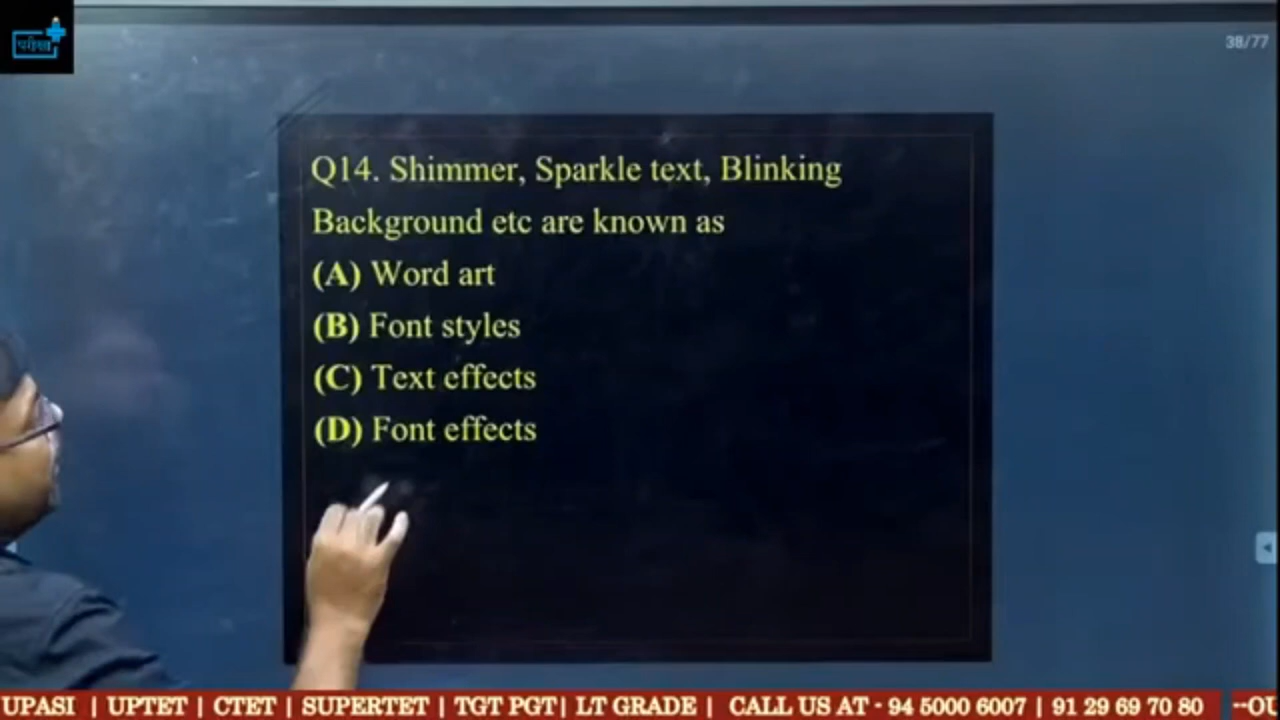 परीक्षा
38/77
Q14. Shimmer, Sparkle text, Blinking
Background etc are known as
(A) Word art
(B) Font styles
(C) Text effects
(D) Font effects
UPASI | UPTET | CTET | SUPERTET | TGT PGT| LT GRADE | CALL US AT - 94 5000 6007 | 91 29 69 70 80 --OU